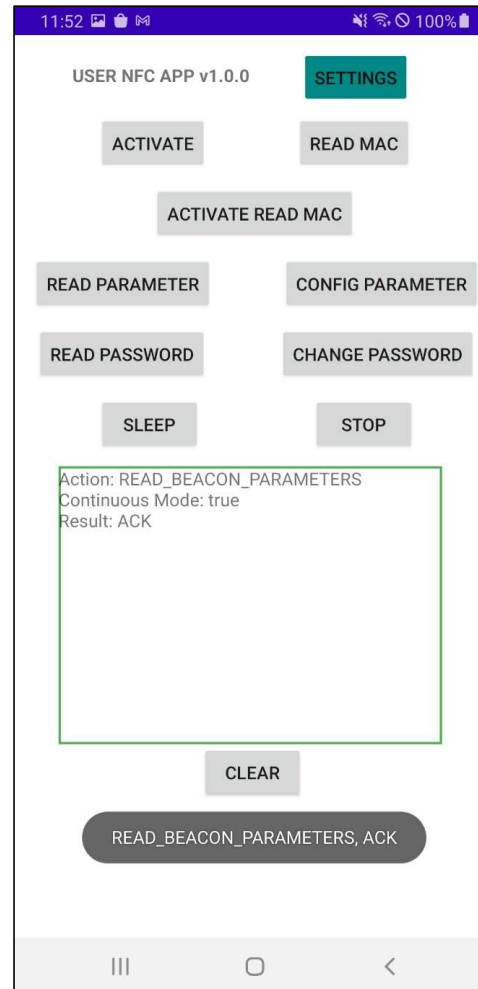 11:52 100%
USER NFC APP v1.0.0 SETTINGS
ACTIVATE READ MAC
ACTIVATE READ MAC
READ PARAMETER CONFIG PARAMETER
READ PASSWORD CHANGE PASSWORD
SLEEP STOP
Action: READ_BEACON_PARAMETERS
Continuous Mode: true
Result: ACK
CLEAR
READ_BEACON_PARAMETERS, ACK